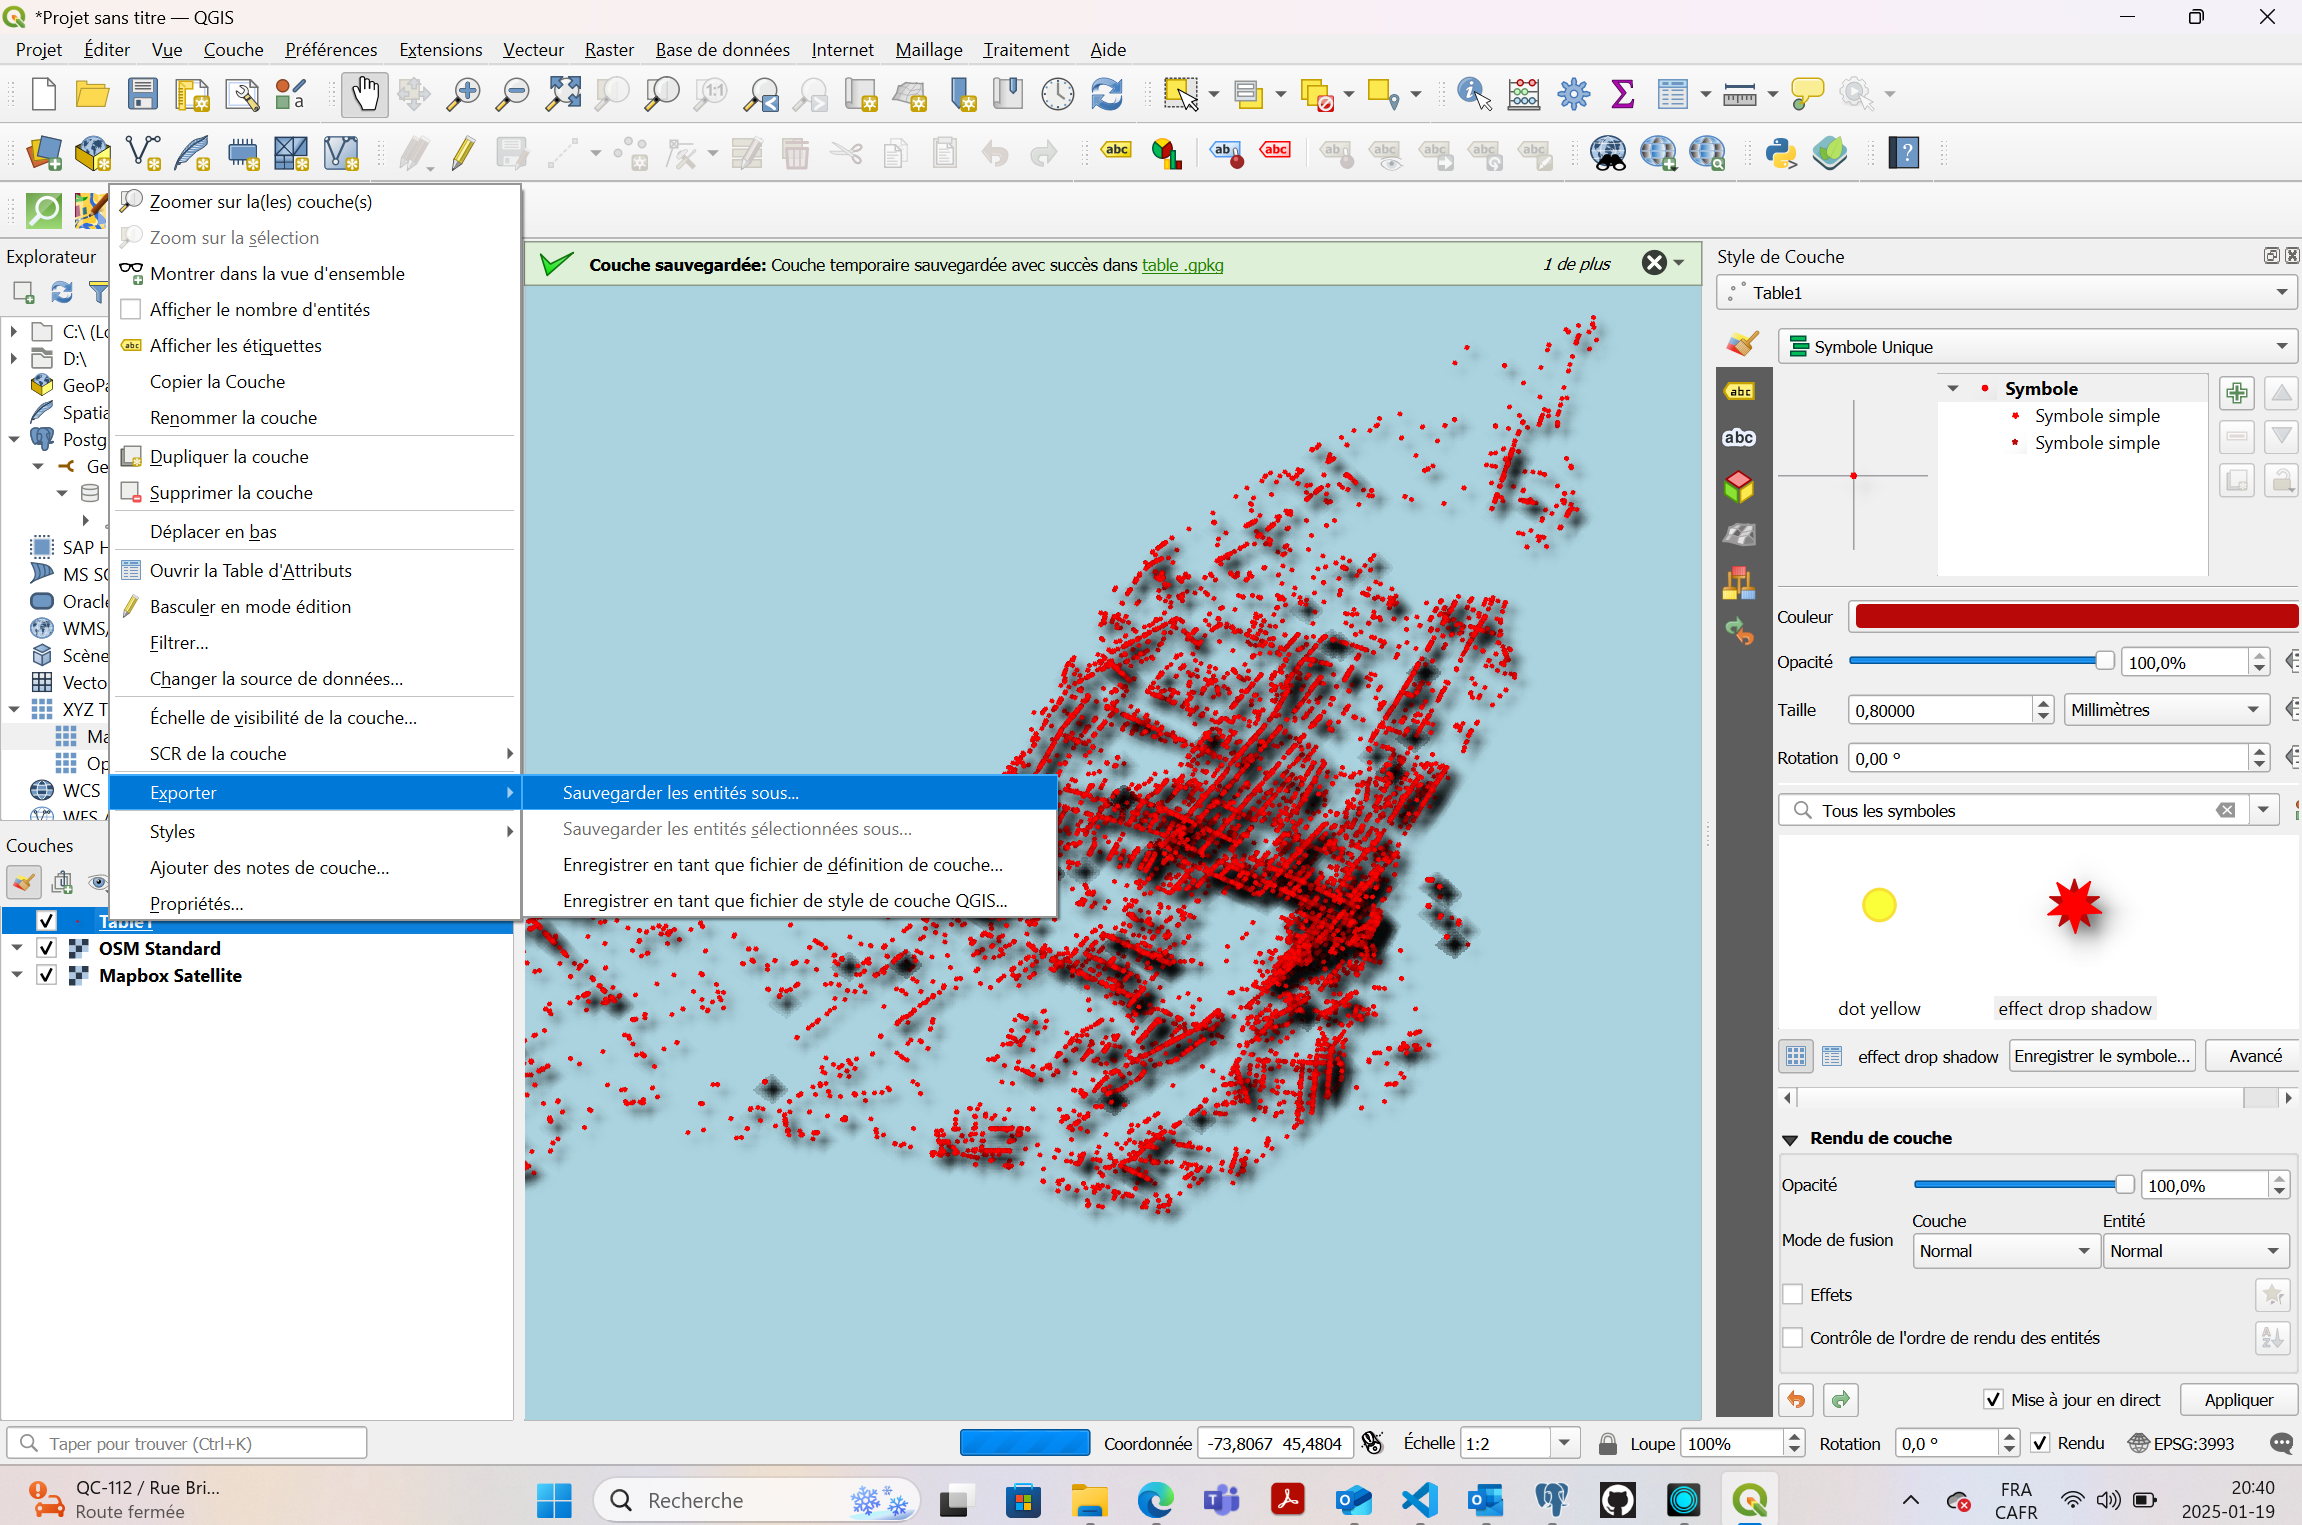 *Projet sans titre — QGIS
Projet Éditer Vue Couche Préférences Extensions Vecteur Raster Base de données Internet Maillage Traitement Aide
Explorateur
C:\ (Lo
D:\
GeoPa
Spatia
Postg
Ge
SAP H
MS SQ
Oracle
WMS/
Scène
Vecto
XYZ T
Ma
Op
WCS
WFS /
Zoomer sur la(les) couche(s)
Zoom sur la sélection
Montrer dans la vue d'ensemble
Afficher le nombre d'entités
Afficher les étiquettes
Copier la Couche
Renommer la couche
Dupliquer la couche
Supprimer la couche
Déplacer en bas
Ouvrir la Table d'Attributs
Basculer en mode édition
Filtrer...
Changer la source de données...
Échelle de visibilité de la couche...
SCR de la couche
Exporter
Styles
Ajouter des notes de couche...
Propriétés...
Sauvegarder les entités sous...
Sauvegarder les entités sélectionnées sous...
Enregistrer en tant que fichier de définition de couche...
Enregistrer en tant que fichier de style de couche QGIS...
Couches
Table1
OSM Standard
Mapbox Satellite
Couche sauvegardée: Couche temporaire sauvegardée avec succès dans table .gpkg
1 de plus
Style de Couche
Table1
Symbole Unique
Symbole
Symbole simple
Symbole simple
Couleur
Opacité 100,0%
Taille 0,80000 Millimètres
Rotation 0,00 °
Tous les symboles
dot yellow effect drop shadow
effect drop shadow Enregistrer le symbole... Avancé
Rendu de couche
Opacité 100,0%
Couche Entité
Mode de fusion Normal Normal
Effets
Contrôle de l'ordre de rendu des entités
Mise à jour en direct Appliquer
Taper pour trouver (Ctrl+K)
Coordonnée -73,8067 45,4804 Échelle 1:2 Loupe 100% Rotation 0,0 ° Rendu EPSG:3993
QC-112 / Rue Bri...
Route fermée
Recherche
FRA
CAFR
20:40
2025-01-19